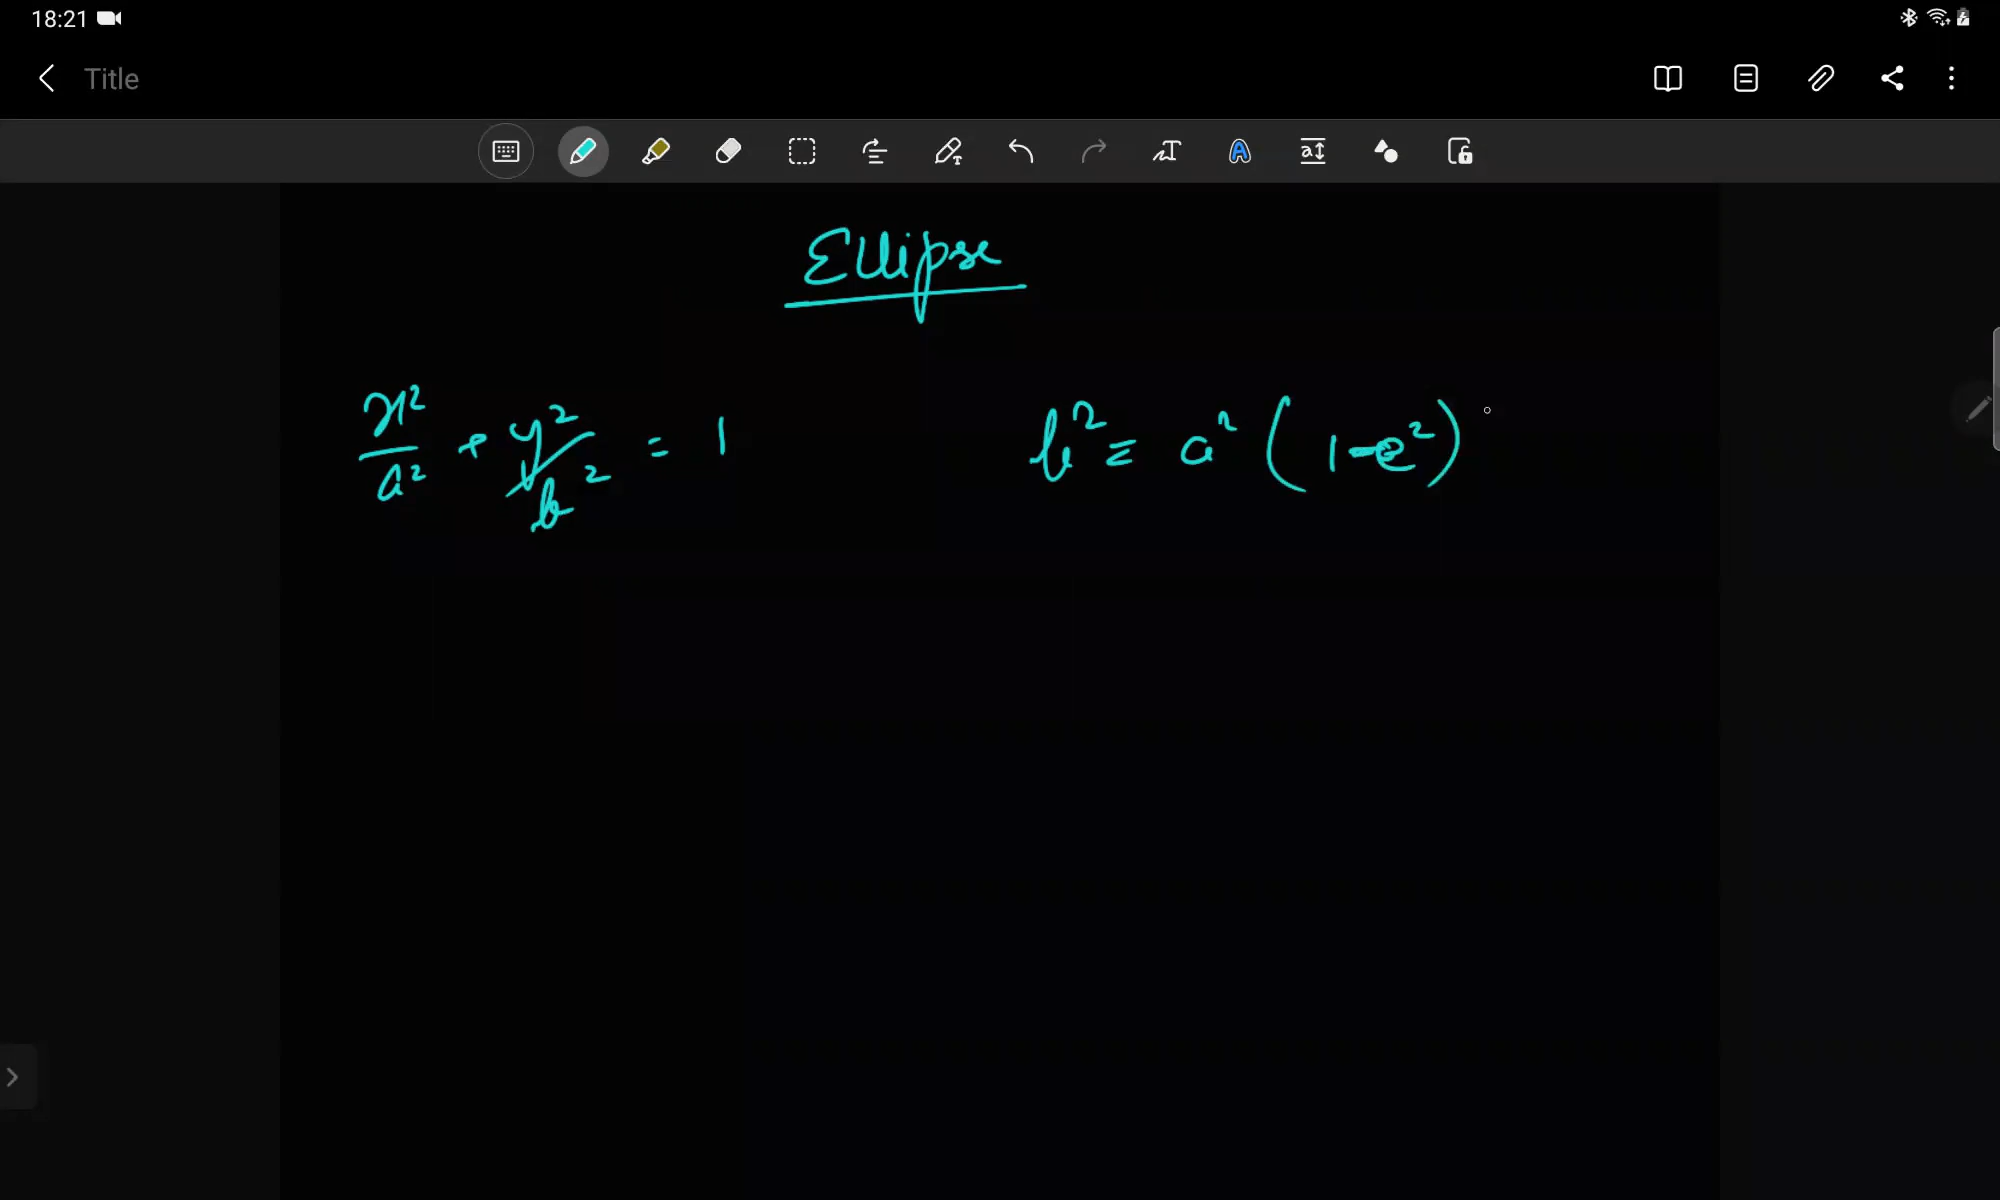 18:21
Title
Ellipse
x²/a² + y²/b² = 1    b² = a² (1-e²)